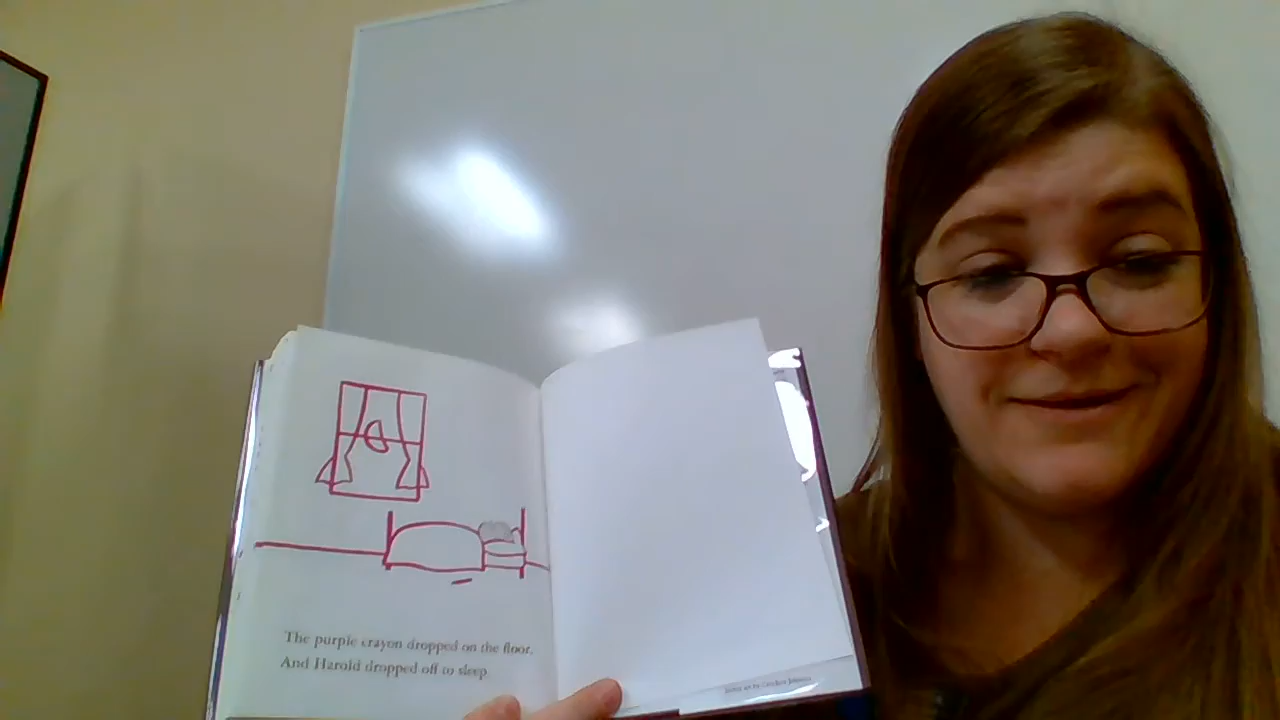 The purple crayon dropped on the floor.
And Harold dropped off to sleep.